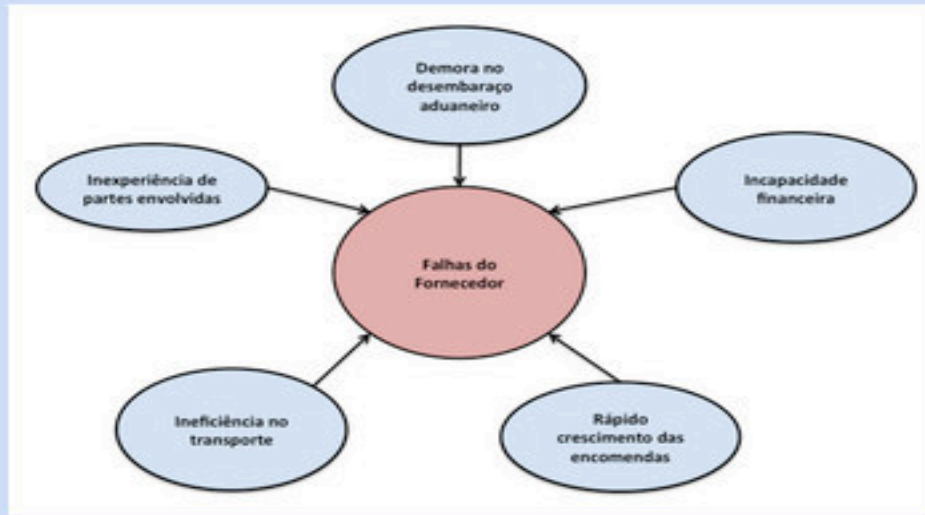 Demora no
desembaraço
aduaneiro
Inexperiência de
partes envolvidas
Incapacidade
financeira
Falhas do
Fornecedor
Ineficiência no
transporte
Rápido
crescimento das
encomendas